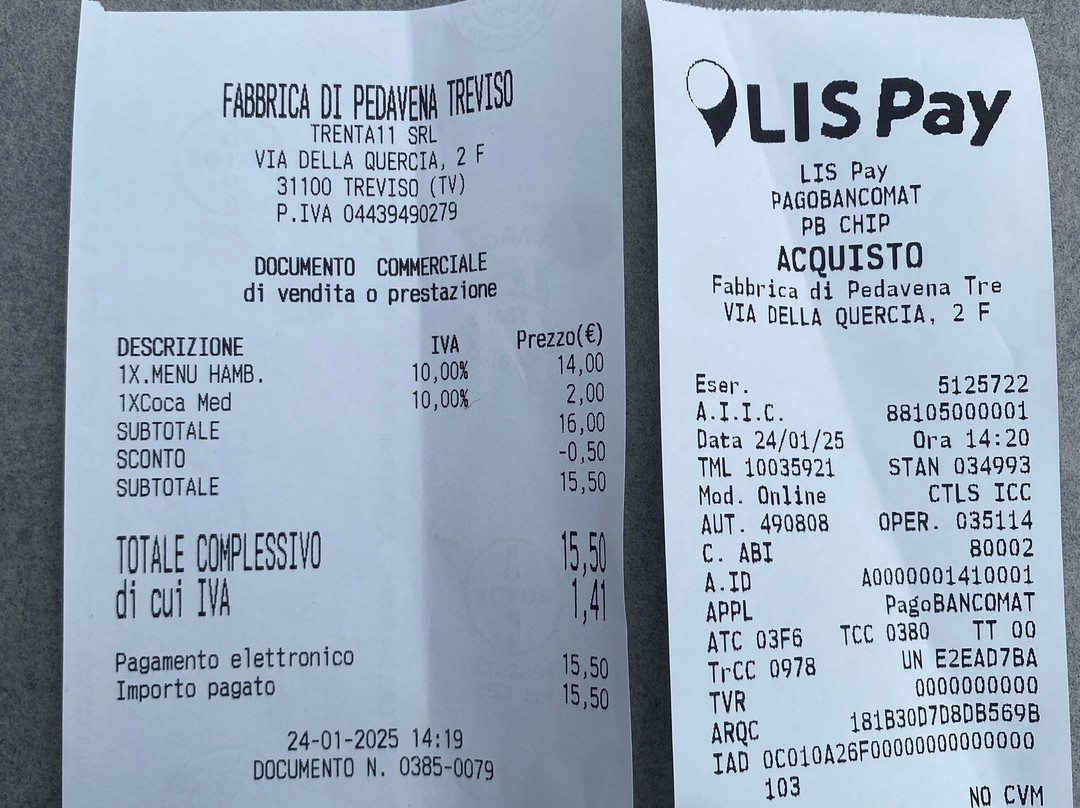 FABBRICA DI PEDAVENA TREVISO
TRENTA11 SRL
VIA DELLA QUERCIA, 2 F
31100 TREVISO (TV)
P.IVA 04439490279
DOCUMENTO COMMERCIALE
di vendita o prestazione
DESCRIZIONE IVA Prezzo(€)
1X.MENU HAMB. 10,00% 14,00
1XCoca Med 10,00% 2,00
SUBTOTALE 16,00
SCONTO -0,50
SUBTOTALE 15,50
TOTALE COMPLESSIVO 15,50
di cui IVA 1,41
Pagamento elettronico 15,50
Importo pagato 15,50
24-01-2025 14:19
DOCUMENTO N. 0385-0079
LIS Pay
LIS Pay
PAGOBANCOMAT
PB CHIP
ACQUISTO
Fabbrica di Pedavena Tre
VIA DELLA QUERCIA, 2 F
Eser. 5125722
A.I.I.C. 88105000001
Data 24/01/25 Ora 14:20
TML 10035921 STAN 034993
Mod. Online CTLS ICC
AUT. 490808 OPER. 035114
C. ABI 80002
A.ID A0000001410001
APPL PagoBANCOMAT
ATC 03F6 TCC 0380 TT 00
TrCC 0978 UN E2EAD7BA
TVR 0000000000
ARQC 181B30D7D8DB569B
IAD 0C010A26F00000000000000
103
NO CVM